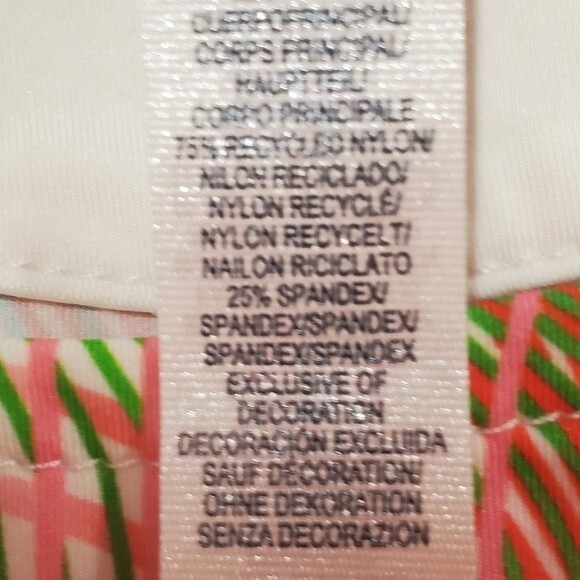 CUERPO PRINCIPAL/
CORPS PRINCIPAL/
HAUPTTEIL/
CORPO PRINCIPALE
75% RECYCLED NYLON/
NILON RECICLADO/
NYLON RECYCLÉ/
NYLON RECYCELT/
NAILON RICICLATO
25% SPANDEX/
SPANDEX/SPANDEX/
SPANDEX/SPANDEX
EXCLUSIVE OF
DECORATION
DECORACIÓN EXCLUIDA
SAUF DÉCORATION/
OHNE DEKORATION
SENZA DECORAZION